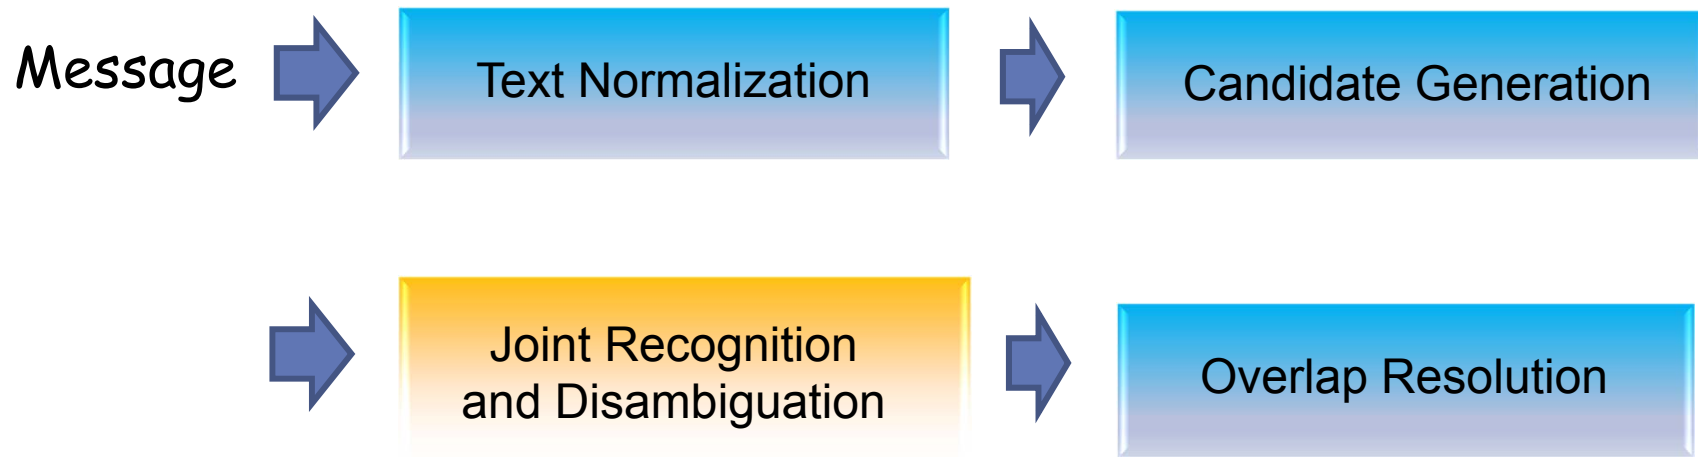 Message
Text Normalization
Candidate Generation
Joint Recognition
and Disambiguation
Overlap Resolution